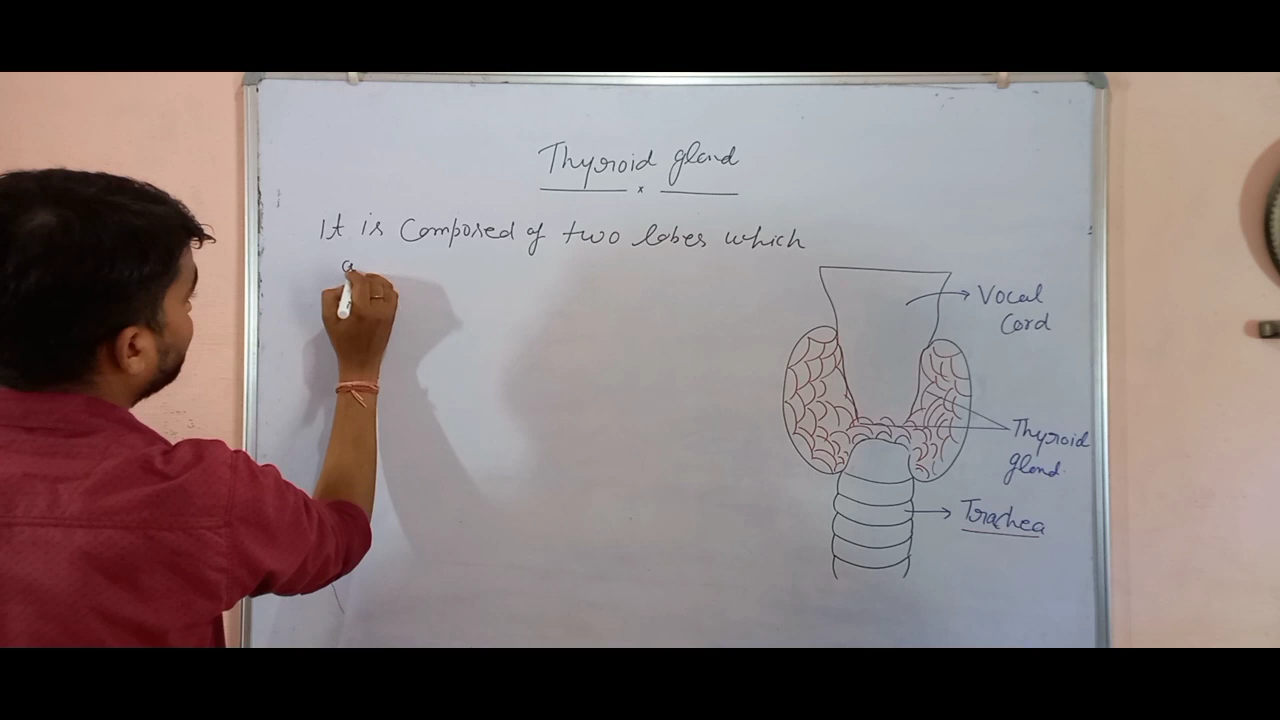 Thyroid gland
x
It is Composed of two lobes which
a
Vocal
Cord
Thyroid
gland.
Trachea